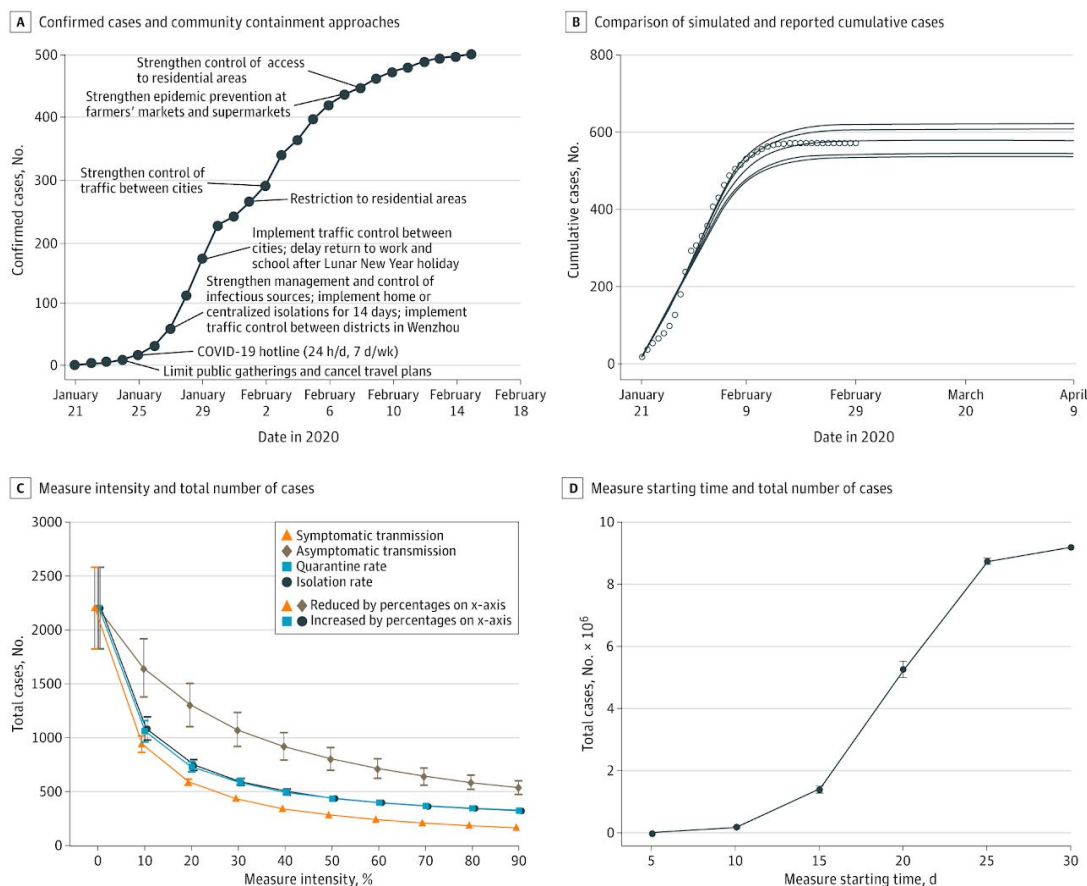 A Confirmed cases and community containment approaches
500
400
300
200
100
0
Confirmed cases, No.
Strengthen control of access
to residential areas
Strengthen epidemic prevention at
farmers' markets and supermarkets
Strengthen control of
traffic between cities
Restriction to residential areas
Implement traffic control between
cities; delay return to work and
school after Lunar New Year holiday
Strengthen management and control of
infectious sources; implement home or
centralized isolations for 14 days; implement
traffic control between districts in Wenzhou
COVID-19 hotline (24 h/d, 7 d/wk)
Limit public gatherings and cancel travel plans
January January January February February February February February
21 25 29 2 6 10 14 18
Date in 2020
B Comparison of simulated and reported cumulative cases
800
600
400
200
0
Cumulative cases, No.
January February February March April
21 9 29 20 9
Date in 2020
C Measure intensity and total number of cases
3000
2500
2000
1500
1000
500
0
Total cases, No.
Symptomatic tranmission
Asymptomatic transmission
Quarantine rate
Isolation rate
Reduced by percentages on x-axis
Increased by percentages on x-axis
0 10 20 30 40 50 60 70 80 90
Measure intensity, %
D Measure starting time and total number of cases
10
8
6
4
2
0
Total cases, No. × 10⁶
5 10 15 20 25 30
Measure starting time, d